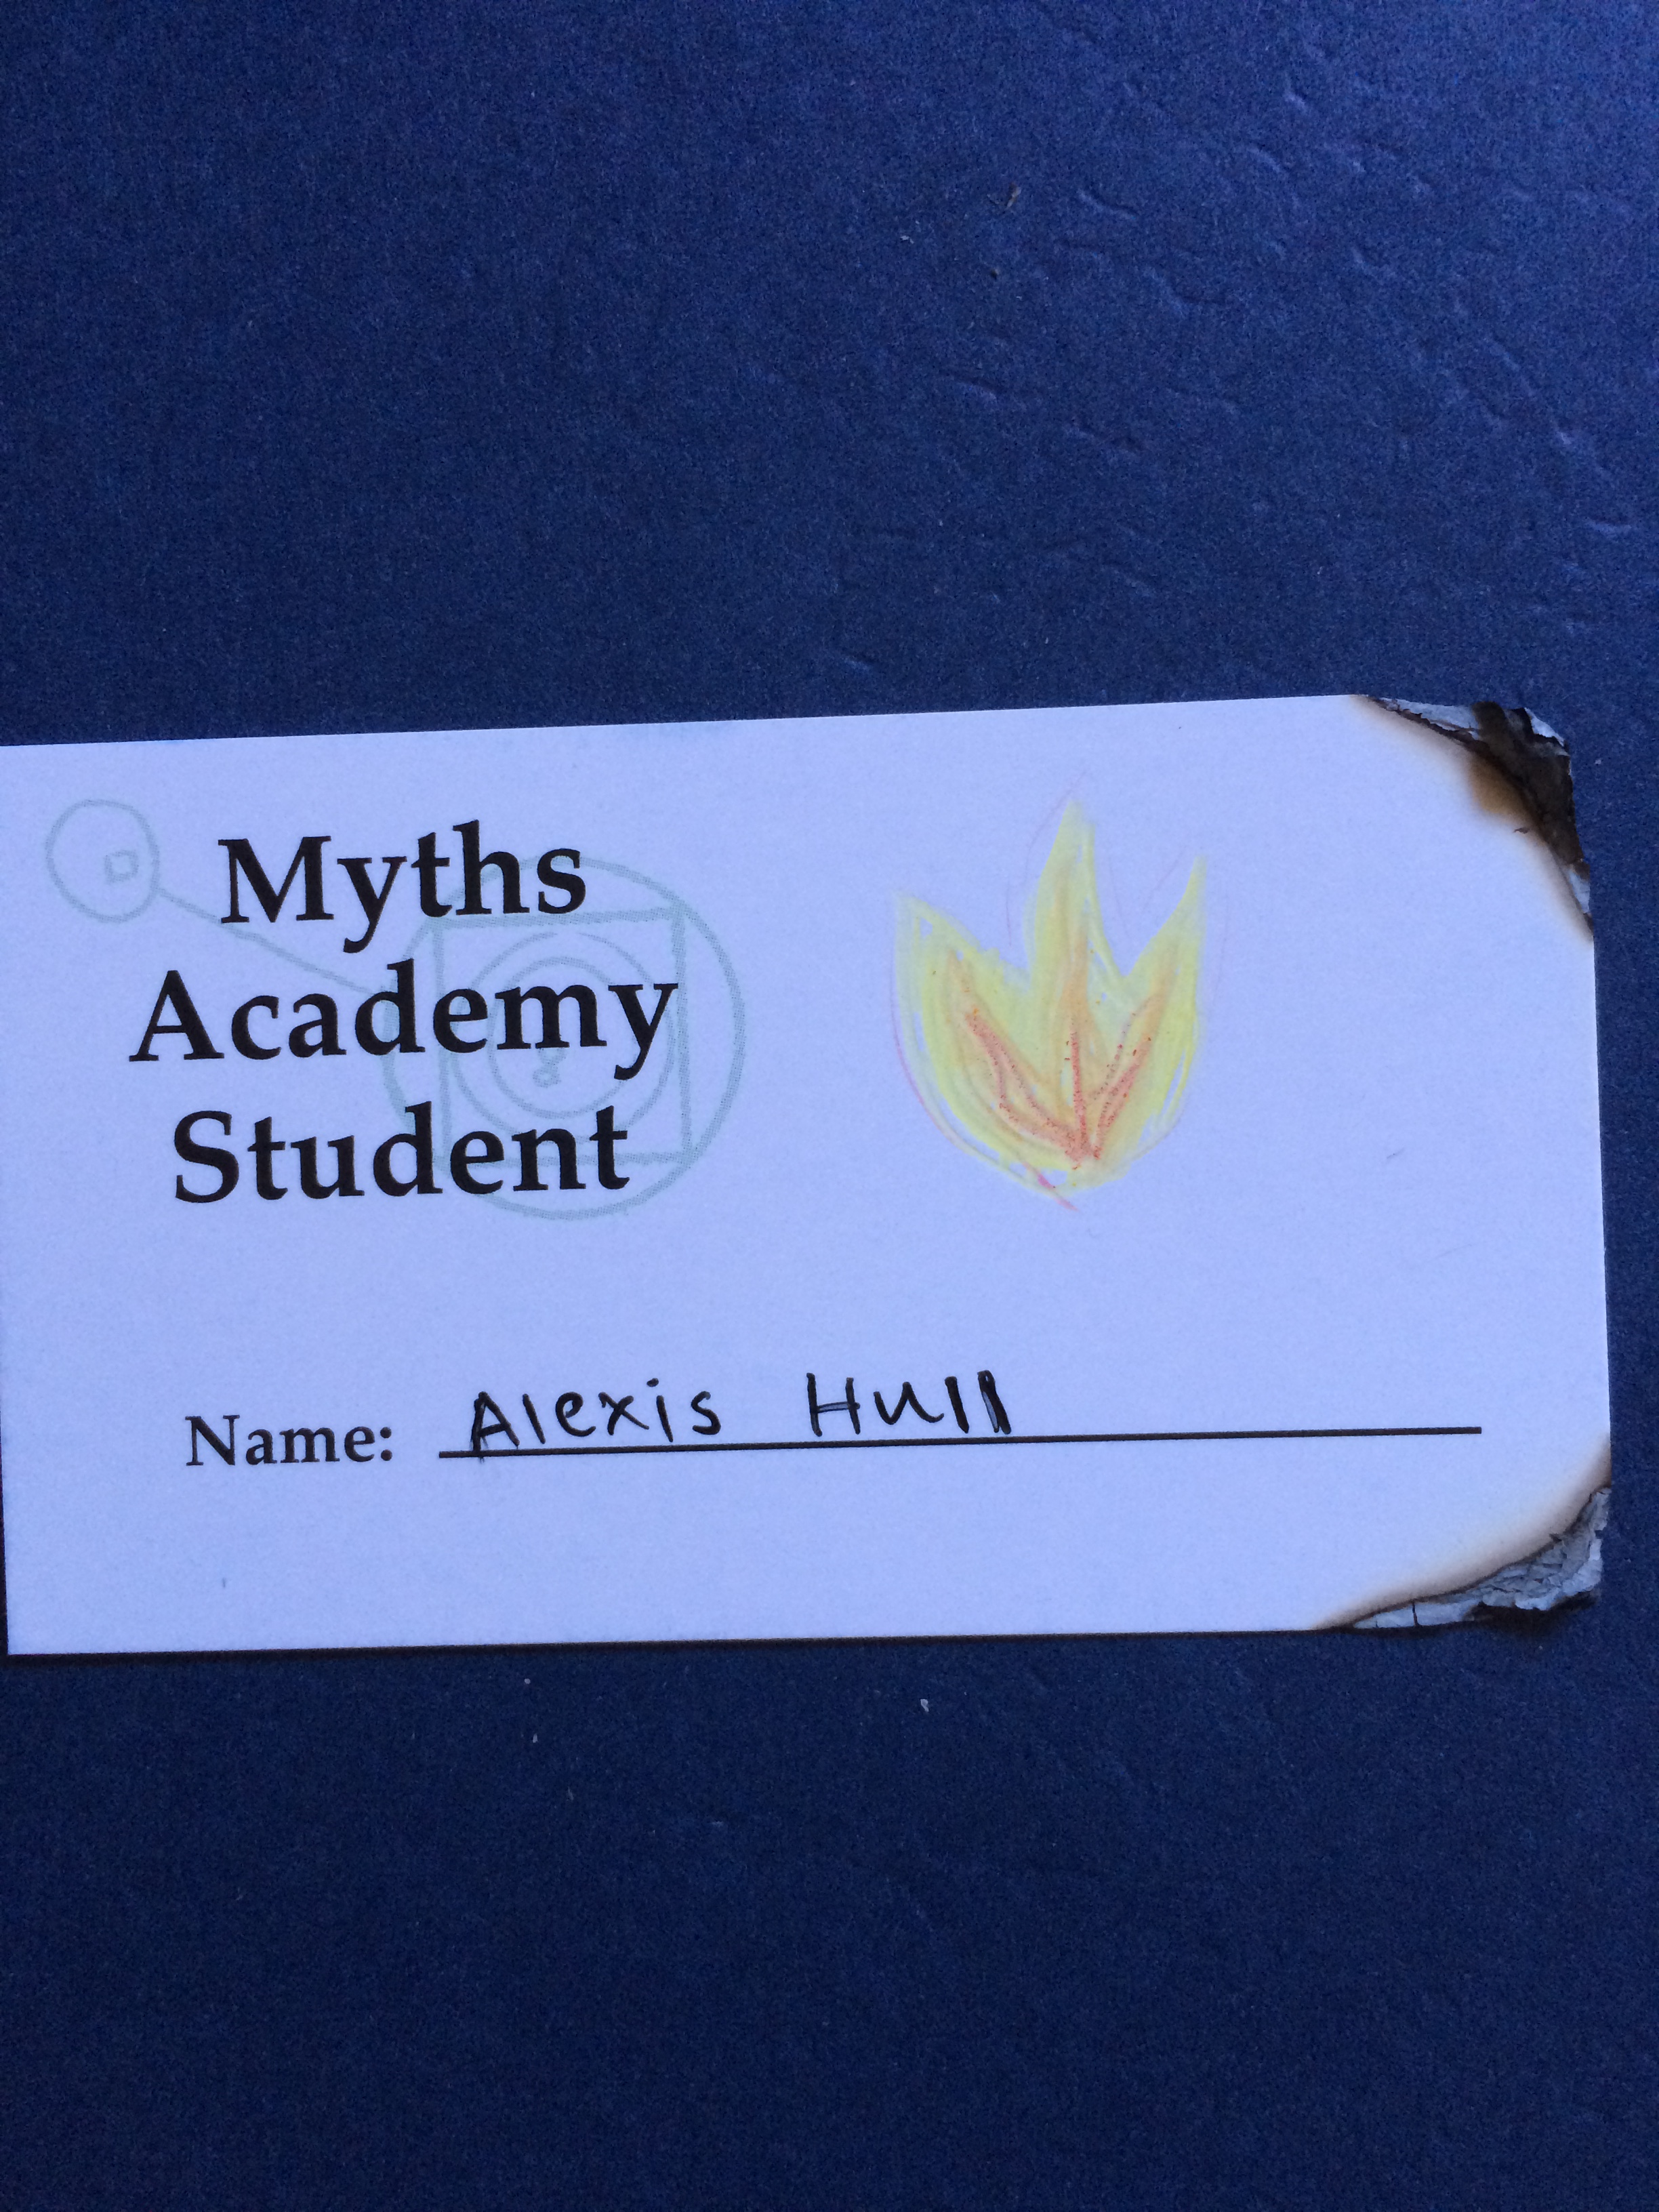 Myths
Academy
Student
Name: Alexis Hull